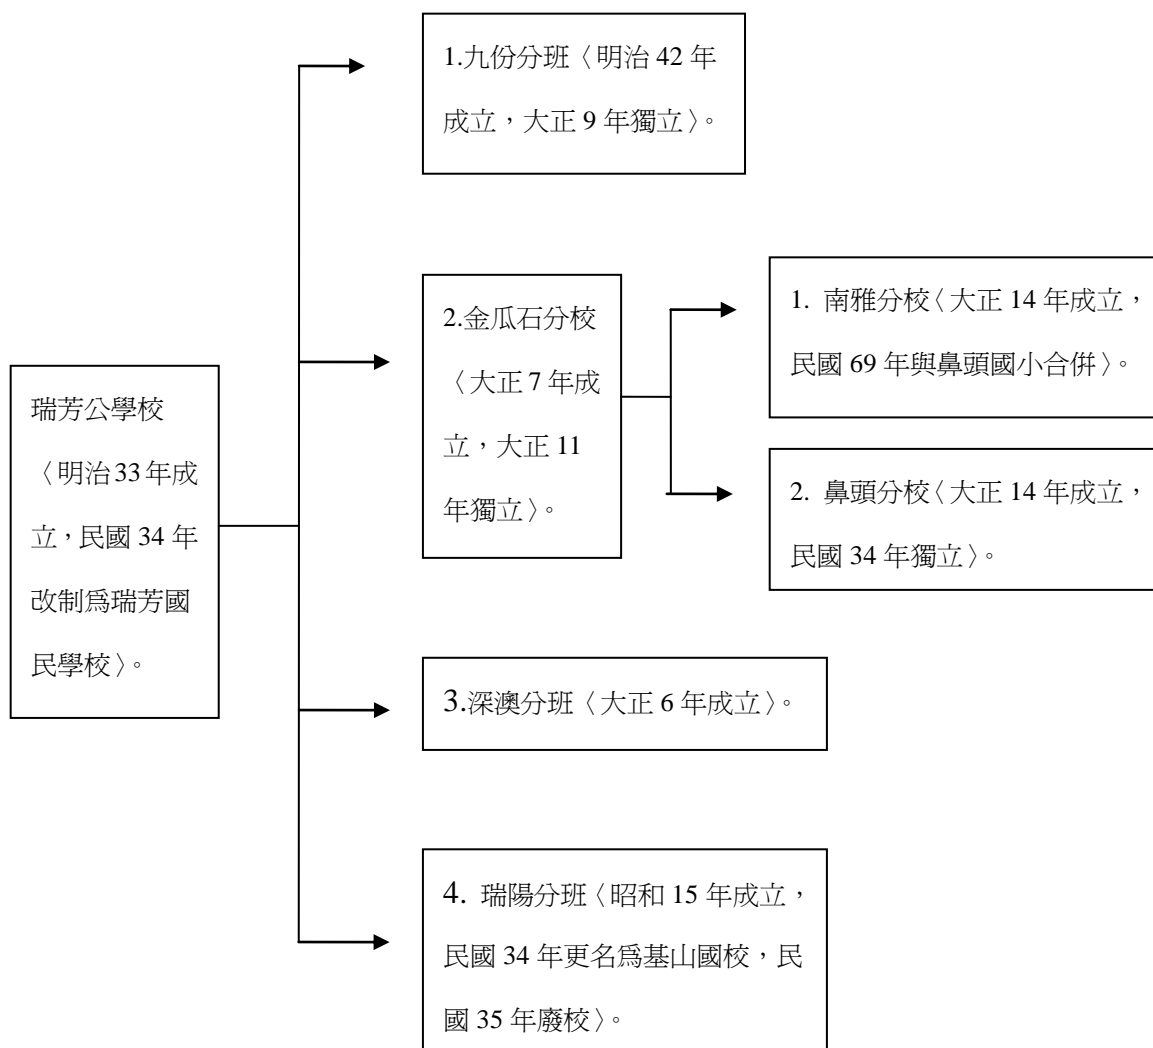 瑞芳公學校
〈明治 33 年成
立，民國 34 年
改制為瑞芳國
民學校〉。
1.九份分班〈明治 42 年
成立，大正 9 年獨立〉。
2.金瓜石分校
〈大正 7 年成
立，大正 11
年獨立〉。
1. 南雅分校〈大正 14 年成立，
民國 69 年與鼻頭國小合併〉。
2. 鼻頭分校〈大正 14 年成立，
民國 34 年獨立〉。
3.深澳分班〈大正 6 年成立〉。
4. 瑞陽分班〈昭和 15 年成立，
民國 34 年更名為基山國校，民
國 35 年廢校〉。